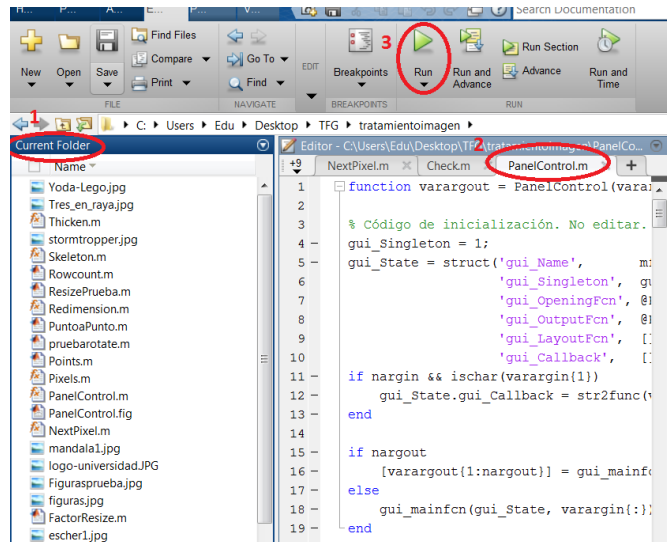 H... P... A... E... P... V... Search Documentation
New Open Save Find Files Compare Print
FILE
Go To Find
NAVIGATE
EDIT
Breakpoints
BREAKPOINTS
3
Run Run and Advance Run Section Advance Run and Time
RUN
1
C: ▸ Users ▸ Edu ▸ Desktop ▸ TFG ▸ tratamientoimagen ▸
Current Folder
Name
Yoda-Lego.jpg
Tres_en_raya.jpg
Thicken.m
stormtropper.jpg
Skeleton.m
Rowcount.m
ResizePrueba.m
Redimension.m
PuntoaPunto.m
pruebarotate.m
Points.m
Pixels.m
PanelControl.m
PanelControl.fig
NextPixel.m
mandala1.jpg
logo-universidad.JPG
Figurasprueba.jpg
figuras.jpg
FactorResize.m
escher1.jpg
2
Editor - C:\Users\Edu\Desktop\TFG\tratamientoimagen\PanelCo...
+9 NextPixel.m Check.m PanelControl.m +
1 function varargout = PanelControl(vara
2
3 % Código de inicialización. No editar.
4 – gui_Singleton = 1;
5 – gui_State = struct('gui_Name', m
6 'gui_Singleton', gu
7 'gui_OpeningFcn', @
8 'gui_OutputFcn', @
9 'gui_LayoutFcn', [
10 'gui_Callback', [
11 – if nargin && ischar(varargin{1})
12 – gui_State.gui_Callback = str2func(v
13 – end
14
15 – if nargout
16 – [varargout{1:nargout}] = gui_mainfc
17 – else
18 – gui_mainfcn(gui_State, varargin{:})
19 – end